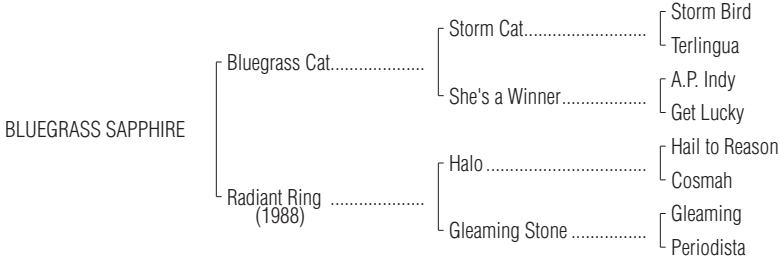 Storm Bird
Storm Cat........................
Terlingua
Bluegrass Cat...................
A.P. Indy
She's a Winner.................
Get Lucky
BLUEGRASS SAPPHIRE
Hail to Reason
Halo ................................
Cosmah
Radiant Ring ...................
(1988)
Gleaming
Gleaming Stone ...............
Periodista